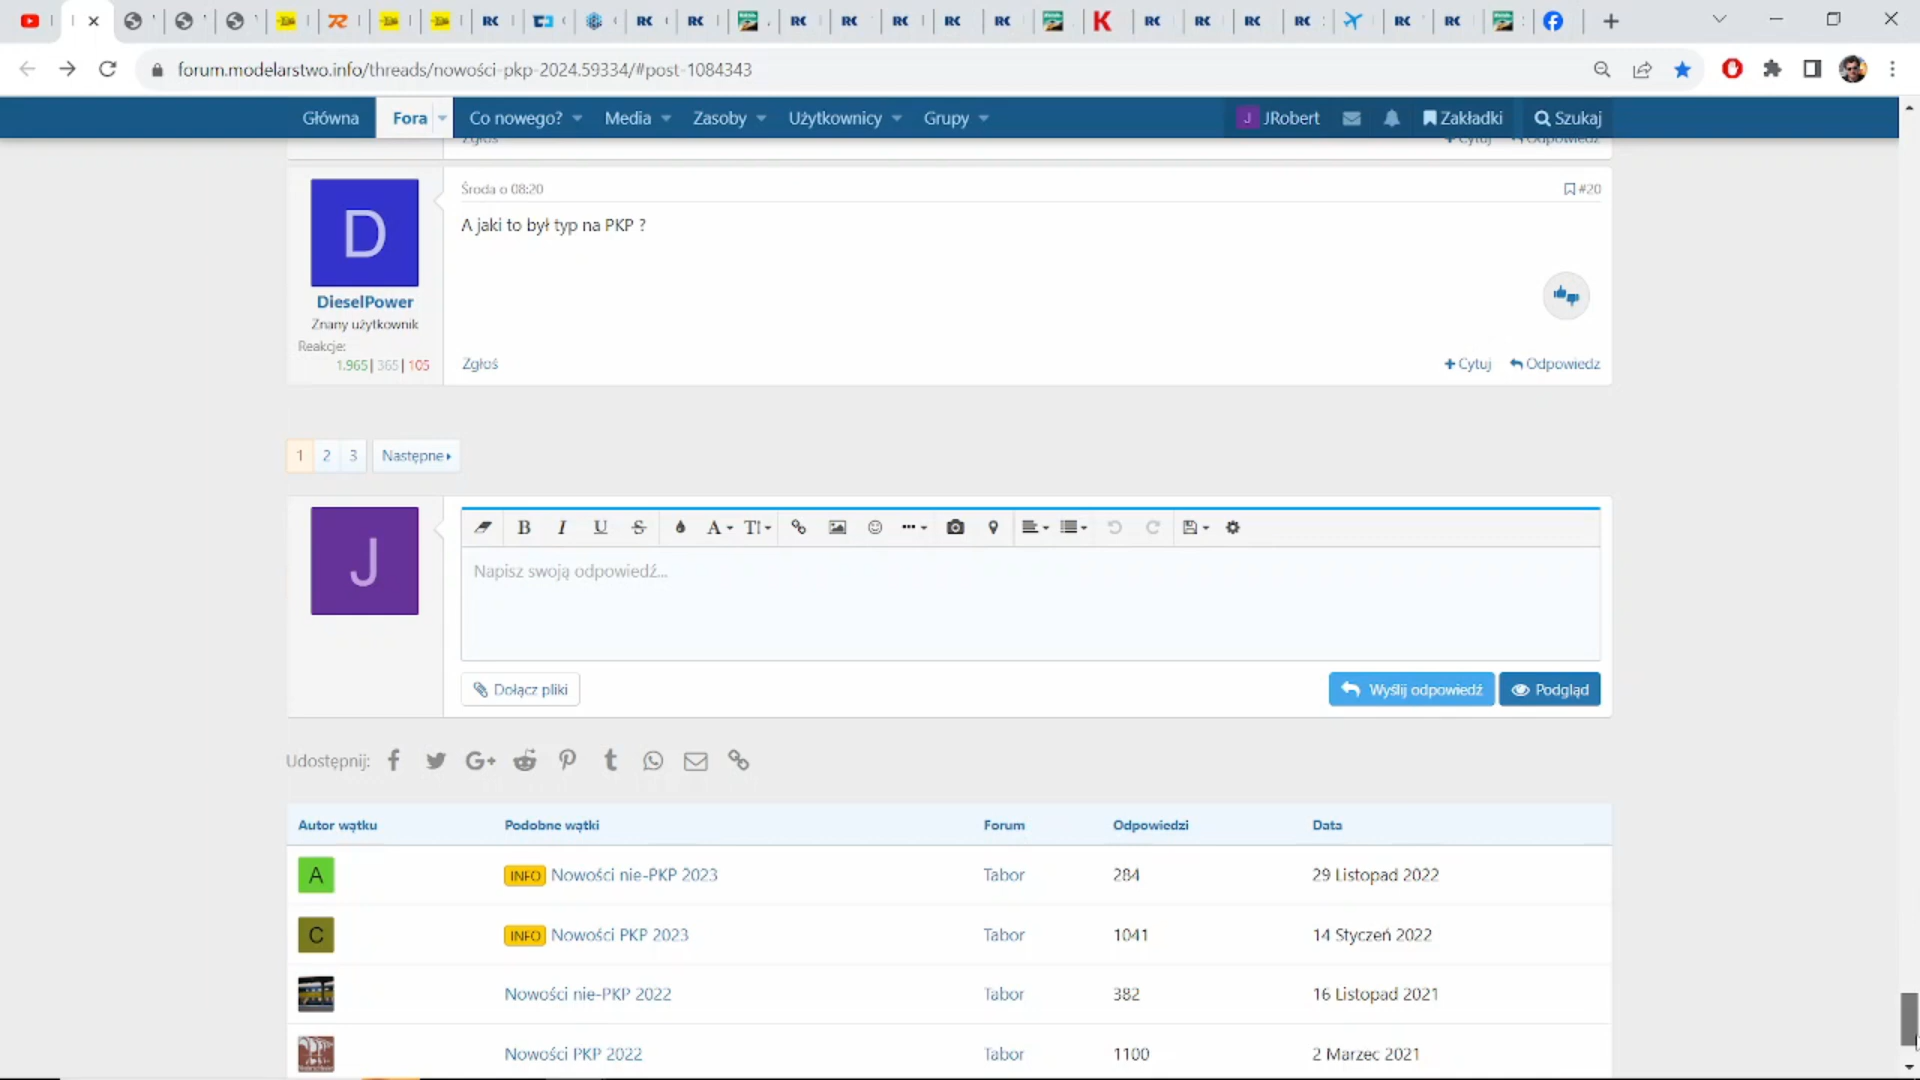 forum.modelarstwo.info/threads/nowości-pkp-2024.59334/#post-1084343
Główna Fora Co nowego? Media Zasoby Użytkownicy Grupy J JRobert Zakładki Szukaj
Zgłoś + Cytuj Odpowiedz
Środa o 08:20 #20
A jaki to był typ na PKP ?
D
DieselPower
Znany użytkownik
Reakcje:
1.965| 365| 105
Zgłoś + Cytuj Odpowiedz
1 2 3 Następne
J
B I U S A TI
Napisz swoją odpowiedź...
Dołącz pliki Wyślij odpowiedź Podgląd
Udostępnij:
Autor wątku Podobne wątki Forum Odpowiedzi Data
A INFO Nowości nie-PKP 2023 Tabor 284 29 Listopad 2022
C INFO Nowości PKP 2023 Tabor 1041 14 Styczeń 2022
Nowości nie-PKP 2022 Tabor 382 16 Listopad 2021
Nowości PKP 2022 Tabor 1100 2 Marzec 2021